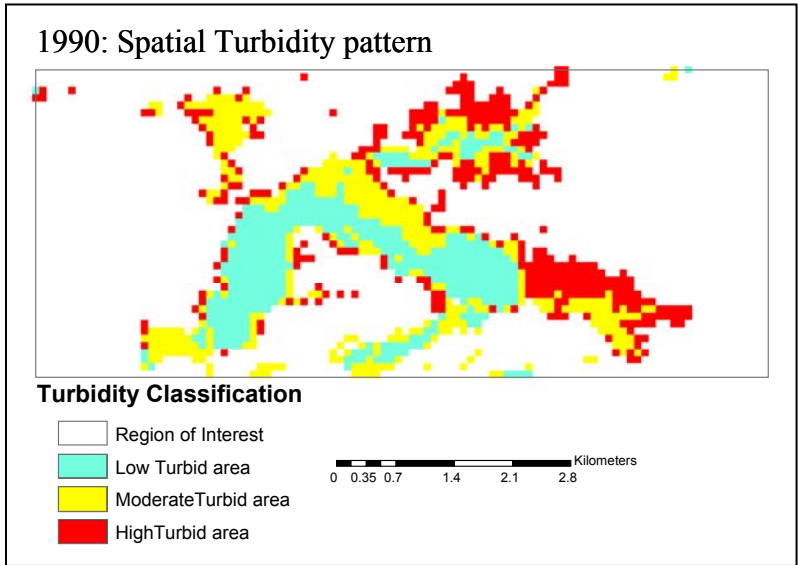 1990: Spatial Turbidity pattern
Turbidity Classification
Region of Interest
Low Turbid area
ModerateTurbid area
HighTurbid area
Kilometers
0 0.35 0.7 1.4 2.1 2.8